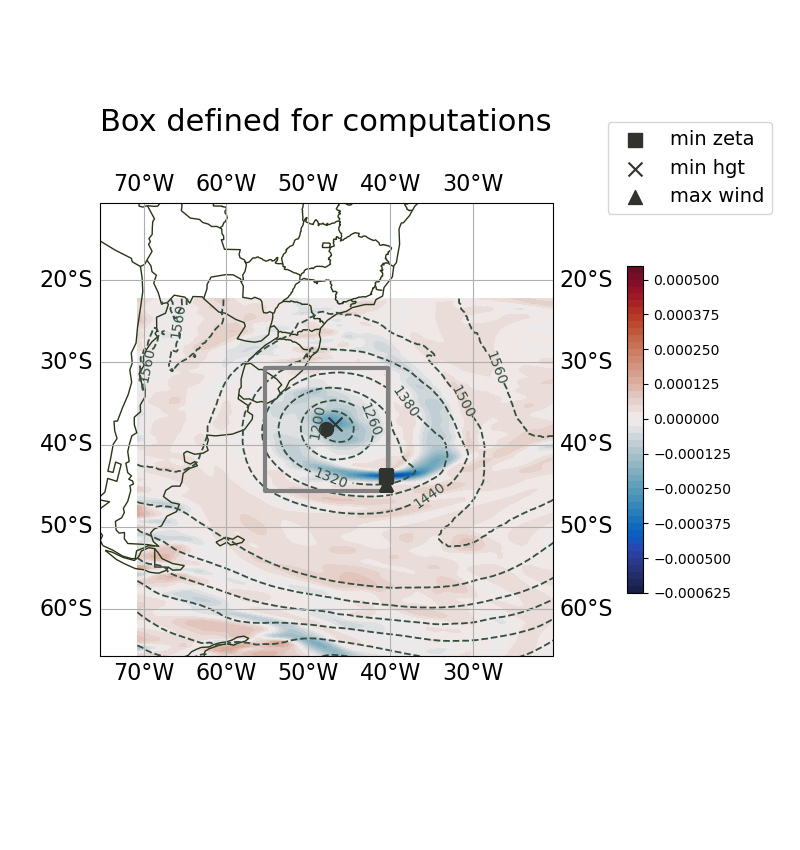 Box defined for computations
min zeta
min hgt
max wind
70°W 60°W 50°W 40°W 30°W
20°S 20°S
30°S 30°S
40°S 40°S
50°S 50°S
60°S 60°S
70°W 60°W 50°W 40°W 30°W
1560
1560
1560
1500
1380
1260
1200
1320
1440
0.000500
0.000375
0.000250
0.000125
0.000000
−0.000125
−0.000250
−0.000375
−0.000500
−0.000625